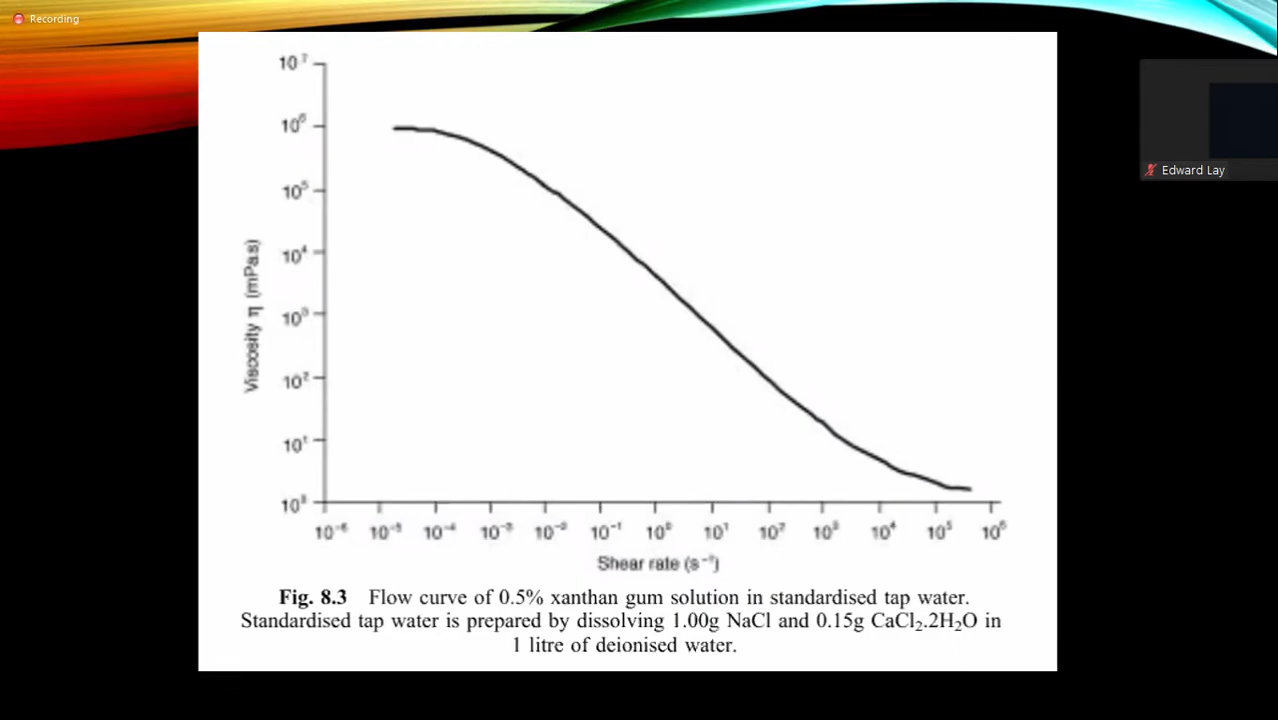 Recording
10⁷
10⁶
10⁵
10⁴
10³
10²
10¹
10⁰
Viscosity η (mPa.s)
10⁻⁶ 10⁻⁵ 10⁻⁴ 10⁻³ 10⁻² 10⁻¹ 10⁰ 10¹ 10² 10³ 10⁴ 10⁵ 10⁶
Shear rate (s⁻¹)
Fig. 8.3 Flow curve of 0.5% xanthan gum solution in standardised tap water.
Standardised tap water is prepared by dissolving 1.00g NaCl and 0.15g CaCl₂.2H₂O in
1 litre of deionised water.
Edward Lay